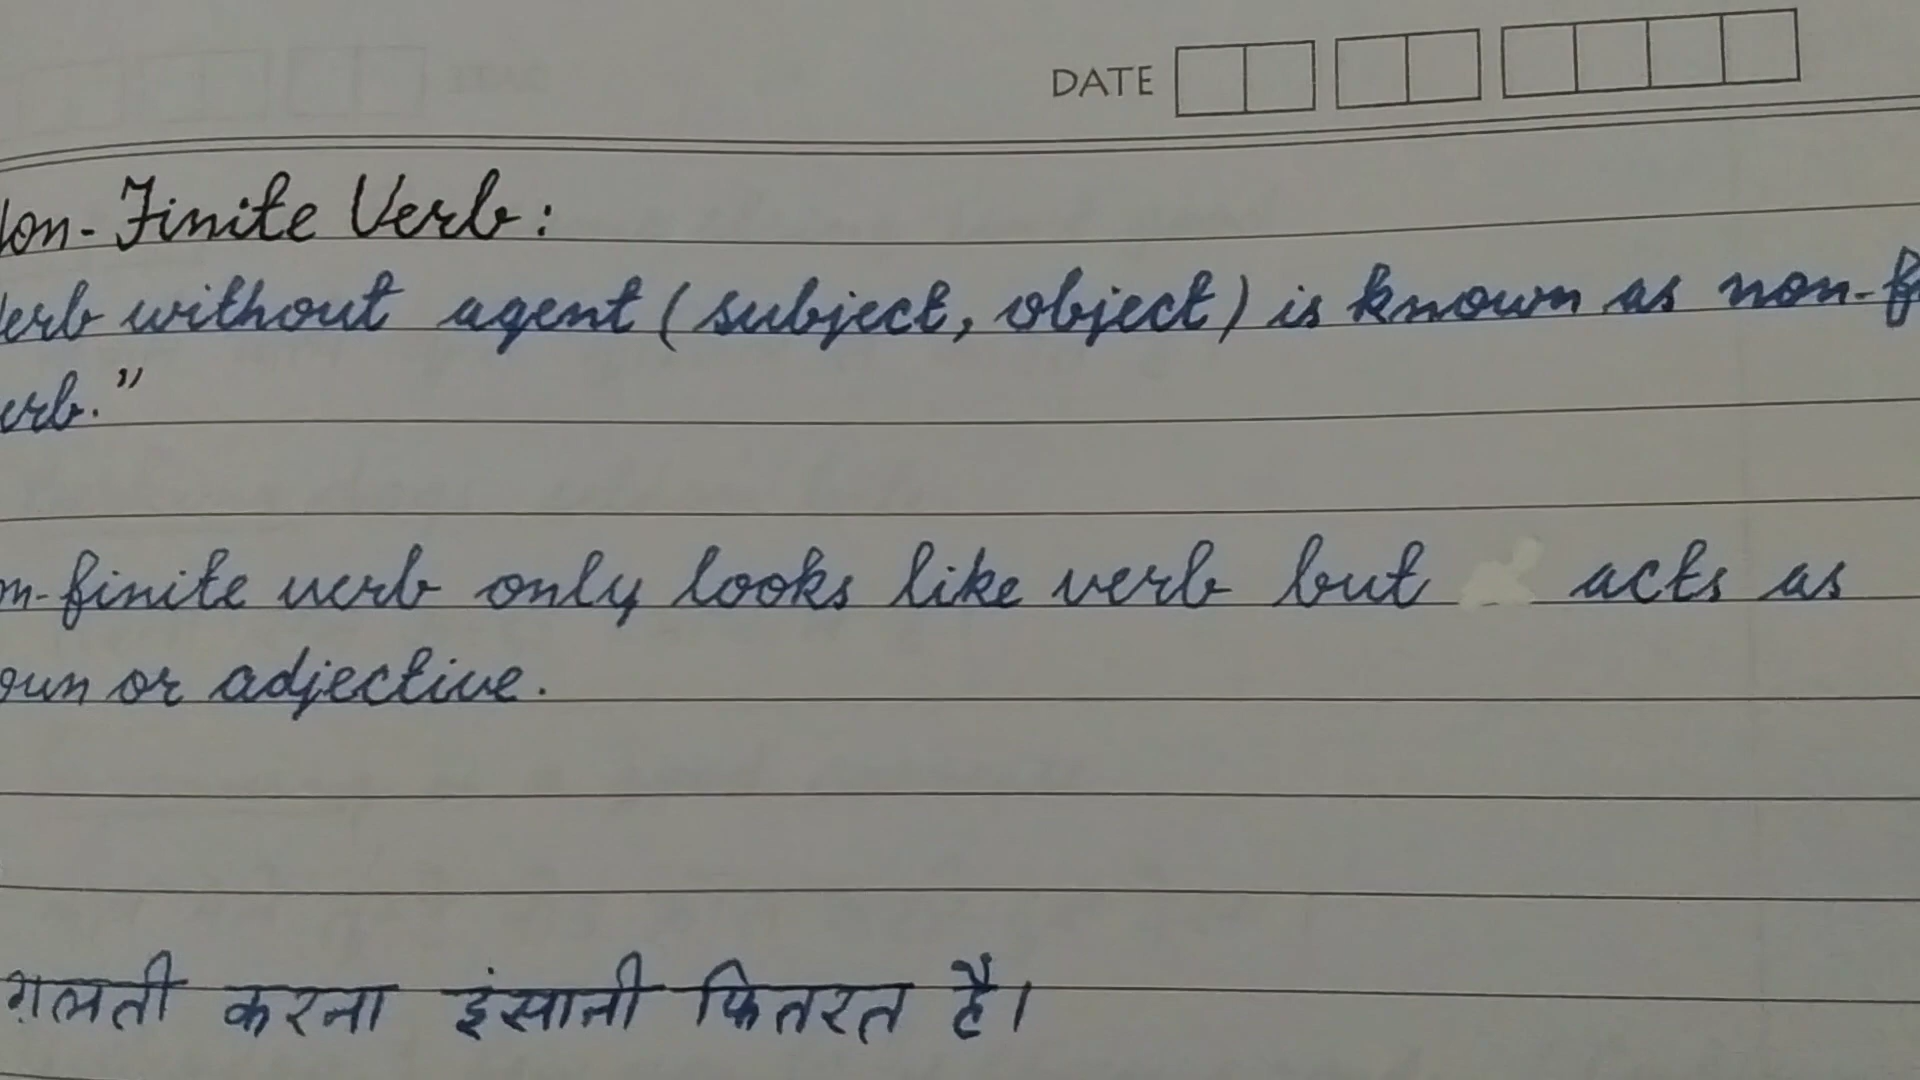 DATE
on-Finite Verb:
erb without agent (subject, object) is known as non-f
erb.”
n-finite verb only looks like verb but acts as
oun or adjective.
ग़लती करना इंसानी फितरत है।